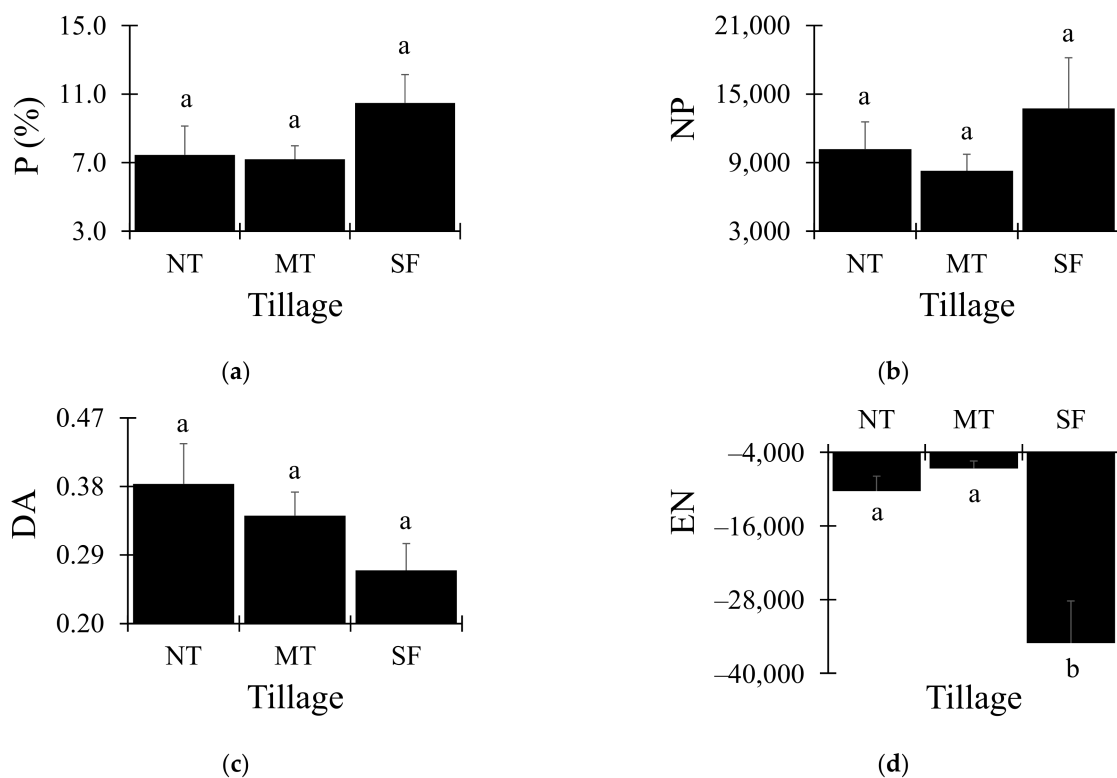 15.0
11.0
7.0
3.0
P (%)
a
a
a
NT MT SF
Tillage
(a)
21,000
15,000
9,000
3,000
NP
a
a
a
NT MT SF
Tillage
(b)
0.47
0.38
0.29
0.20
DA
a
a
a
NT MT SF
Tillage
(c)
NT MT SF
–4,000
–16,000
–28,000
–40,000
EN
a
a
b
Tillage
(d)